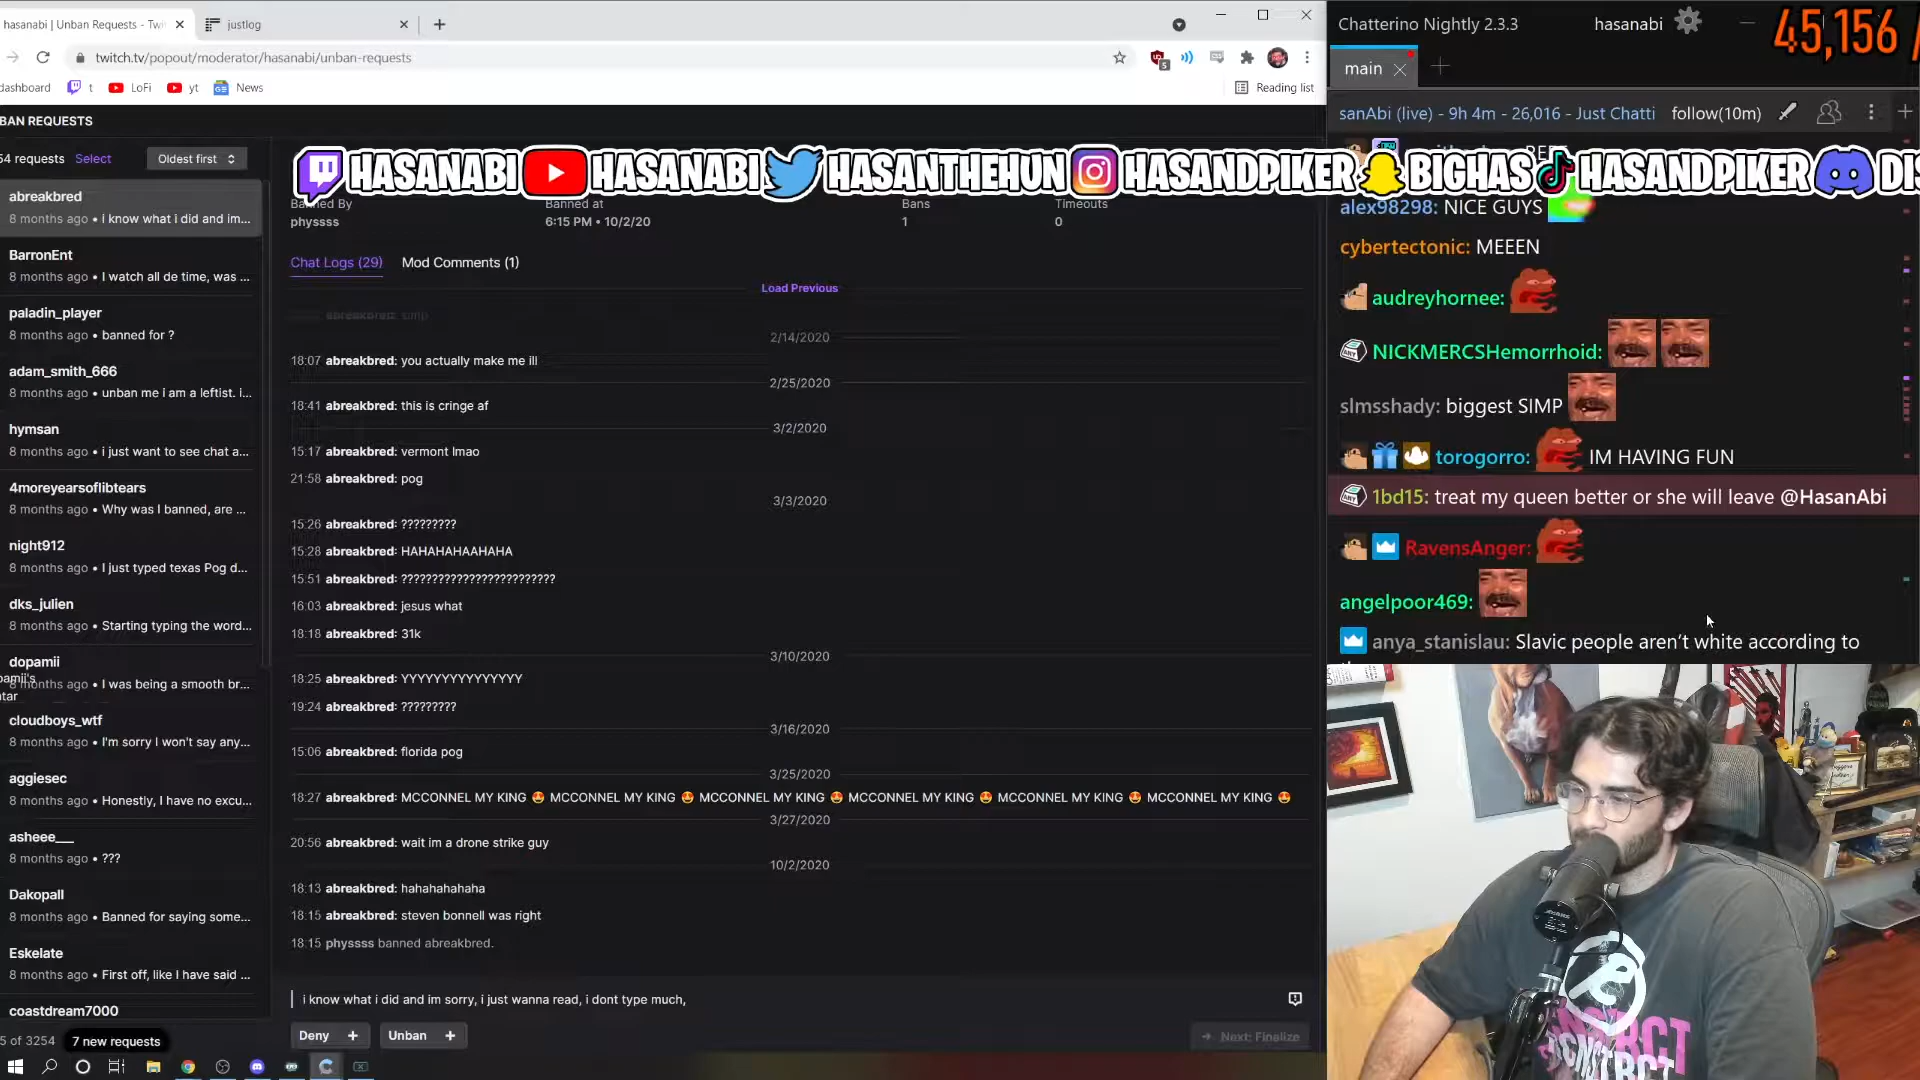 hasanabi | Unban Requests - Twi
justlog
twitch.tv/popout/moderator/hasanabi/unban-requests
5
dashboard
t
LoFi
yt
News
Reading list
BAN REQUESTS
54 requests
Select
Oldest first
abreakbred
8 months ago • i know what i did and im...
BarronEnt
8 months ago • I watch all de time, was ...
paladin_player
8 months ago • banned for ?
adam_smith_666
8 months ago • unban me i am a leftist. i...
hymsan
8 months ago • i just want to see chat a...
4moreyearsoflibtears
8 months ago • Why was I banned, are ...
night912
8 months ago • I just typed texas Pog d...
dks_julien
8 months ago • Starting typing the word...
dopamii
8 months ago • I was being a smooth br...
cloudboys_wtf
8 months ago • I'm sorry I won't say any...
aggiesec
8 months ago • Honestly, I have no excu...
asheee___
8 months ago • ???
Dakopall
8 months ago • Banned for saying some...
Eskelate
8 months ago • First off, like I have said ...
coastdream7000
5 of 3254
7 new requests
HASANABI
HASANABI
HASANTHEHUN
HASANDPIKER
BIGHAS
HASANDPIKER
DIS
Banned By
physsss
Banned at
6:15 PM • 10/2/20
Bans
1
Timeouts
0
Chat Logs (29)
Mod Comments (1)
Load Previous
abreakbred: simp
2/14/2020
18:07 abreakbred: you actually make me ill
2/25/2020
18:41 abreakbred: this is cringe af
3/2/2020
15:17 abreakbred: vermont lmao
21:58 abreakbred: pog
3/3/2020
15:26 abreakbred: ?????????
15:28 abreakbred: HAHAHAHAAHAHA
15:51 abreakbred: ?????????????????????????
16:03 abreakbred: jesus what
18:18 abreakbred: 31k
3/10/2020
18:25 abreakbred: YYYYYYYYYYYYYYY
19:24 abreakbred: ?????????
3/16/2020
15:06 abreakbred: florida pog
3/25/2020
18:27 abreakbred: MCCONNEL MY KING 😍 MCCONNEL MY KING 😍 MCCONNEL MY KING 😍 MCCONNEL MY KING 😍 MCCONNEL MY KING 😍 MCCONNEL MY KING 😍
3/27/2020
20:56 abreakbred: wait im a drone strike guy
10/2/2020
18:13 abreakbred: hahahahahaha
18:15 abreakbred: steven bonnell was right
18:15 physsss banned abreakbred.
i know what i did and im sorry, i just wanna read, i dont type much,
Deny +
Unban +
Next: Finalize
Chatterino Nightly 2.3.3
hasanabi
45,156 /
main
sanAbi (live) - 9h 4m - 26,016 - Just Chatti
follow(10m)
alex98298: NICE GUYS
cybertectonic: MEEEN
audreyhornee:
NICKMERCSHemorrhoid:
slmsshady: biggest SIMP
torogorro: IM HAVING FUN
1bd15: treat my queen better or she will leave @HasanAbi
RavensAnger:
angelpoor469:
anya_stanislau: Slavic people aren't white according to